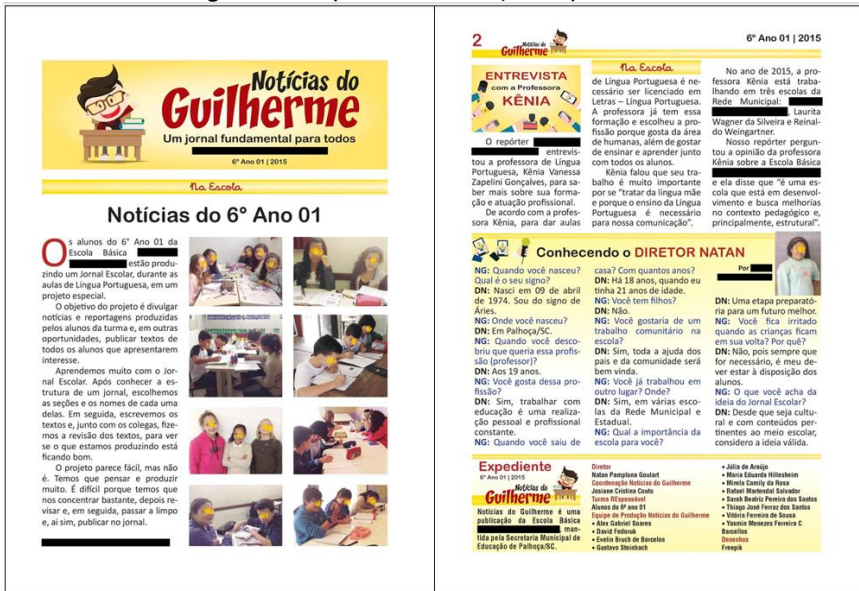 Notícias do
Guilherme
Um jornal fundamental para todos
6º Ano 01 | 2015
Na Escola
Notícias do 6° Ano 01
Os alunos do 6° Ano 01 da
Escola Básica
estão produ-
zindo um Jornal Escolar, durante as
aulas de Língua Portuguesa, em um
projeto especial.
O objetivo do projeto é divulgar
notícias e reportagens produzidas
pelos alunos da turma e, em outras
oportunidades, publicar textos de
todos os alunos que apresentarem
interesse.
Aprendemos muito com o Jor-
nal Escolar. Após conhecer a es-
trutura de um jornal, escolhemos
as seções e os nomes de cada uma
delas. Em seguida, escrevemos os
textos e, junto com os colegas, fize-
mos a revisão dos textos, para ver
se o que estamos produzindo está
ficando bom.
O projeto parece fácil, mas não
é. Temos que pensar e produzir
muito. É difícil porque temos que
nos concentrar bastante, depois re-
visar e, em seguida, passar a limpo
e, ai sim, publicar no jornal.
2
Notícias do
Guilherme
6° Ano 01 | 2015
ENTREVISTA
com a Professora
KÊNIA
O repórter
entrevis-
tou a professora de Língua
Portuguesa, Kênia Vanessa
Zapelini Gonçalves, para sa-
ber mais sobre sua forma-
ção e atuação profissional.
De acordo com a profes-
sora Kênia, para dar aulas
Na Escola
de Língua Portuguesa é ne-
cessário ser licenciado em
Letras – Língua Portuguesa.
A professora já tem essa
formação e escolheu a pro-
fissão porque gosta da área
de humanas, além de gostar
de ensinar e aprender junto
com todos os alunos.
Kênia falou que seu tra-
balho é muito importante
por se “tratar da língua mãe
e porque o ensino da Língua
Portuguesa é necessário
para nossa comunicação”.
No ano de 2015, a pro-
fessora Kênia está traba-
lhando em três escolas da
Rede Municipal:
, Laurita
Wagner da Silveira e Reinal-
do Weingartner.
Nosso repórter pergun-
tou a opinião da professora
Kênia sobre a Escola Básica
e ela disse que “é uma es-
cola que está em desenvol-
vimento e busca melhorias
no contexto pedagógico e,
principalmente, estrutural”.
Conhecendo o DIRETOR NATAN
NG: Quando você nasceu?
Qual é o seu signo?
DN: Nasci em 09 de abril
de 1974. Sou do signo de
Áries.
NG: Onde você nasceu?
DN: Em Palhoça/SC.
NG: Quando você desco-
briu que queria essa profis-
são (professor)?
DN: Aos 19 anos.
NG: Você gosta dessa pro-
fissão?
DN: Sim, trabalhar com
educação é uma realiza-
ção pessoal e profissional
constante.
NG: Quando você saiu de
casa? Com quantos anos?
DN: Há 18 anos, quando eu
tinha 21 anos de idade.
NG: Você tem filhos?
DN: Não.
NG: Você gostaria de um
trabalho comunitário na
escola?
DN: Sim, toda a ajuda dos
pais e da comunidade será
bem vinda.
NG: Você já trabalhou em
outro lugar? Onde?
DN: Sim, em várias esco-
las da Rede Municipal e
Estadual.
NG: Qual a importância da
escola para você?
Por
DN: Uma etapa preparató-
ria para um futuro melhor.
NG: Você fica irritado
quando as crianças ficam
em sua volta? Por quê?
DN: Não, pois sempre que
for necessário, é meu de-
ver estar à disposição dos
alunos.
NG: O que você acha da
ideia do Jornal Escolar?
DN: Desde que seja cultu-
ral e com conteúdos per-
tinentes ao meio escolar,
considero a ideia válida.
Expediente
6° Ano 01 | 2015
Notícias do
Guilherme
Notícias do Guilherme é uma
publicação da Escola Básica
, man-
tida pela Secretaria Municipal de
Educação de Palhoça/SC.
Diretor
Natan Pamplona Goulart
Coordenação Notícias do Guilherme
Josiane Cristina Couto
Turma REsponsável
Alunos do 6º ano 01
Equipe de Produção Notícias do Guilherme
• Alex Gabriel Soares
• David Fedoruk
• Evelin Bruch de Barcelos
• Gustavo Steinbach
• Júlia de Araújo
• Maria Eduarda Hillesheim
• Mirela Camily da Rosa
• Rafael Martendal Salvador
• Sarah Beatriz Pereira dos Santos
• Thiago José Ferraz dos Santos
• Vitória Ferreira de Sousa
• Yasmin Menezes Ferreira C
Barcellos
Desenhos
Freepik